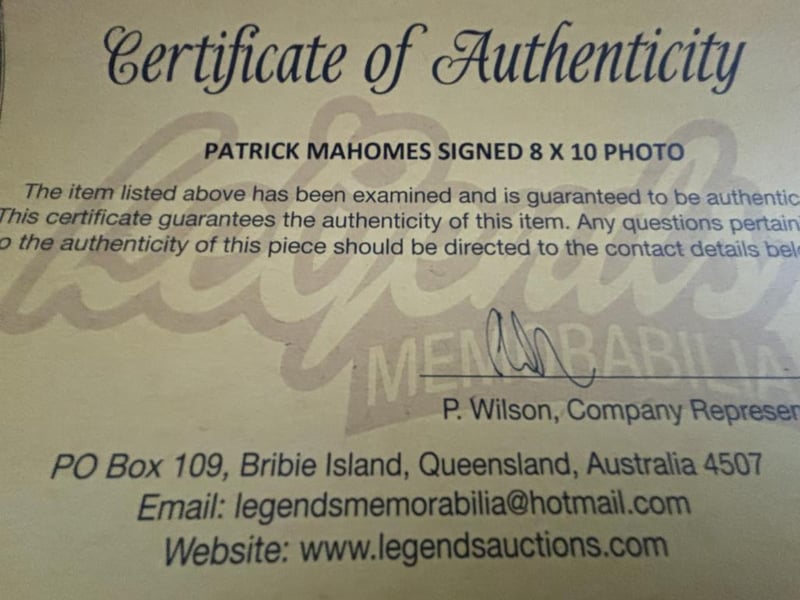 Certificate of Authenticity
Legends
MEMORABILIA
PATRICK MAHOMES SIGNED 8 X 10 PHOTO
The item listed above has been examined and is guaranteed to be authentic
This certificate guarantees the authenticity of this item. Any questions pertain
o the authenticity of this piece should be directed to the contact details bel
P. Wilson, Company Represen
PO Box 109, Bribie Island, Queensland, Australia 4507
Email: legendsmemorabilia@hotmail.com
Website: www.legendsauctions.com